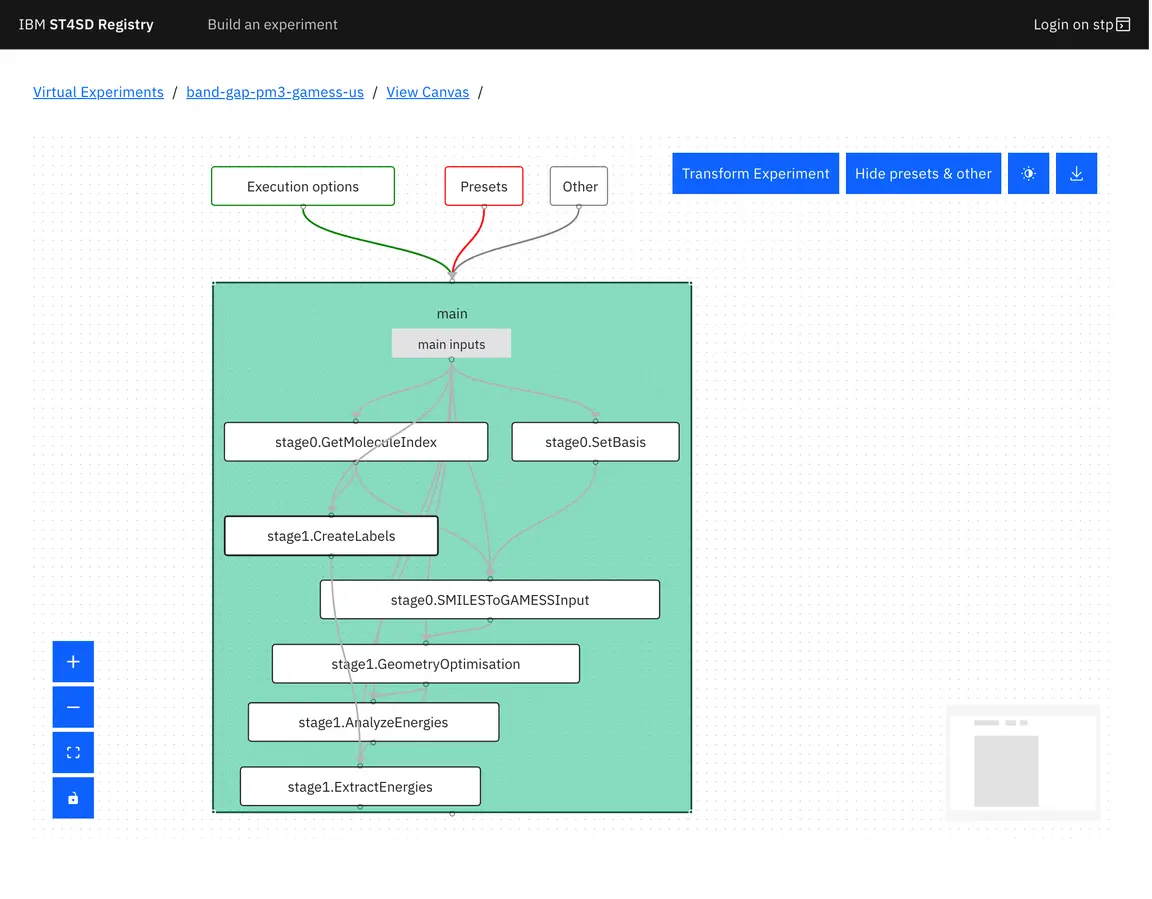 IBM ST4SD Registry Build an experiment Login on stp
Virtual Experiments / band-gap-pm3-gamess-us / View Canvas /
Execution options Presets Other Transform Experiment Hide presets & other
main
main inputs
stage0.GetMoleculeIndex stage0.SetBasis
stage1.CreateLabels
stage0.SMILESToGAMESSInput
stage1.GeometryOptimisation
stage1.AnalyzeEnergies
stage1.ExtractEnergies